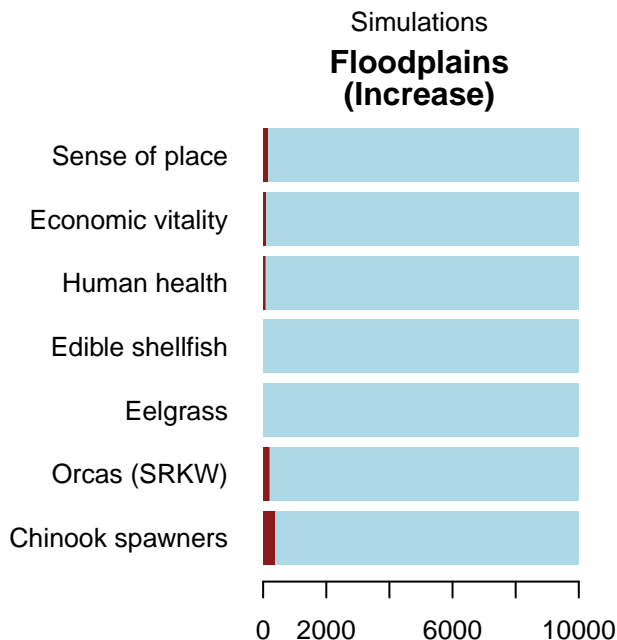 Simulations
Floodplains
(Increase)
Sense of place
Economic vitality
Human health
Edible shellfish
Eelgrass
Orcas (SRKW)
Chinook spawners
0 2000 6000 10000